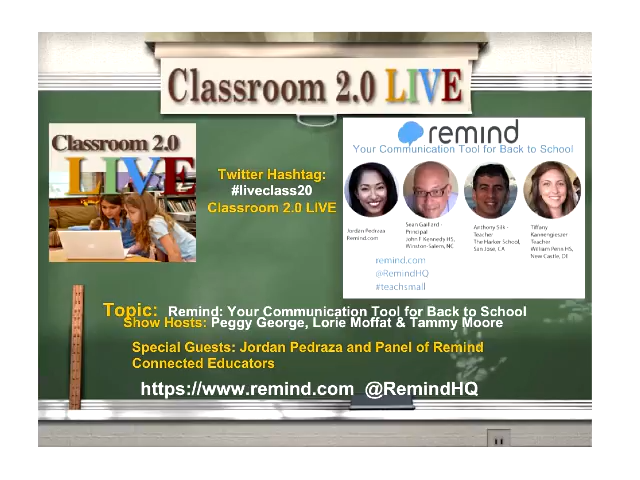 Classroom 2.0 LIVE
Classroom 2.0
LIVE
Twitter Hashtag:
#liveclass20
Classroom 2.0 LIVE
remind
Your Communication Tool for Back to School
Jordan Pedraza
Remind.com
Sean Gaillard -
Principal
John F Kennedy HS,
Winston-Salem, NC
Anthony Silk -
Teacher
The Harker School,
San Jose, CA
Tiffany
Teacher
William Penn HS,
New Castle, DE
remind.com
@RemindHQ
#teachsmall
Topic: Remind: Your Communication Tool for Back to School
Show Hosts: Peggy George, Lorie Moffat & Tammy Moore
Special Guests: Jordan Pedraza and Panel of Remind
Connected Educators
https://www.remind.com @RemindHQ